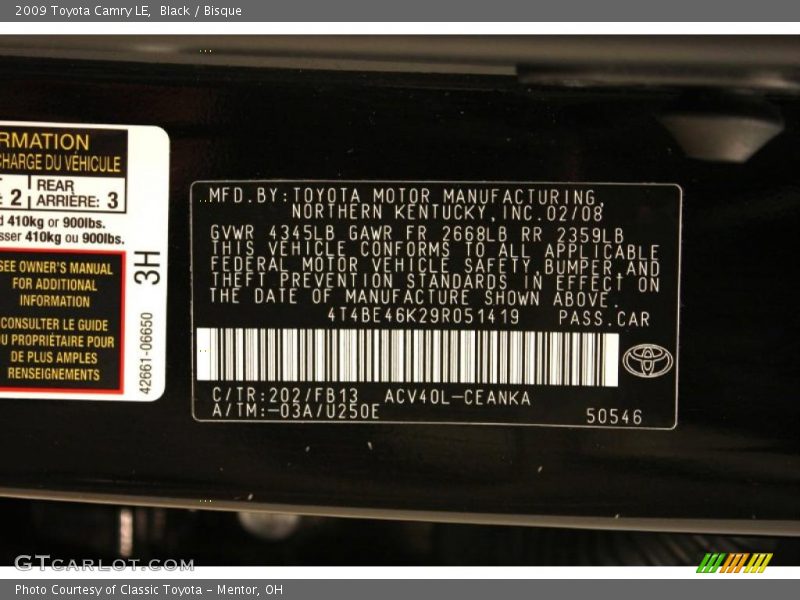 2009 Toyota Camry LE, Black / Bisque
RMATION
CHARGE DU VÉHICULE
: 2
REAR
ARRIÈRE: 3
d 410kg or 900lbs.
sser 410kg ou 900lbs.
SEE OWNER'S MANUAL
FOR ADDITIONAL
INFORMATION
CONSULTER LE GUIDE
DU PROPRIÉTAIRE POUR
DE PLUS AMPLES
RENSEIGNEMENTS
3H
42661-06650
MFD.BY:TOYOTA MOTOR MANUFACTURING,
NORTHERN KENTUCKY,INC.02/08
GVWR 4345LB GAWR FR 2668LB RR 2359LB
THIS VEHICLE CONFORMS TO ALL APPLICABLE
FEDERAL MOTOR VEHICLE SAFETY,BUMPER,AND
THEFT PREVENTION STANDARDS IN EFFECT ON
THE DATE OF MANUFACTURE SHOWN ABOVE.
4T4BE46K29R051419 PASS.CAR
C/TR:202/FB13 ACV40L-CEANKA
A/TM:-03A/U250E
50546
GTCARLOT.COM
Photo Courtesy of Classic Toyota - Mentor, OH